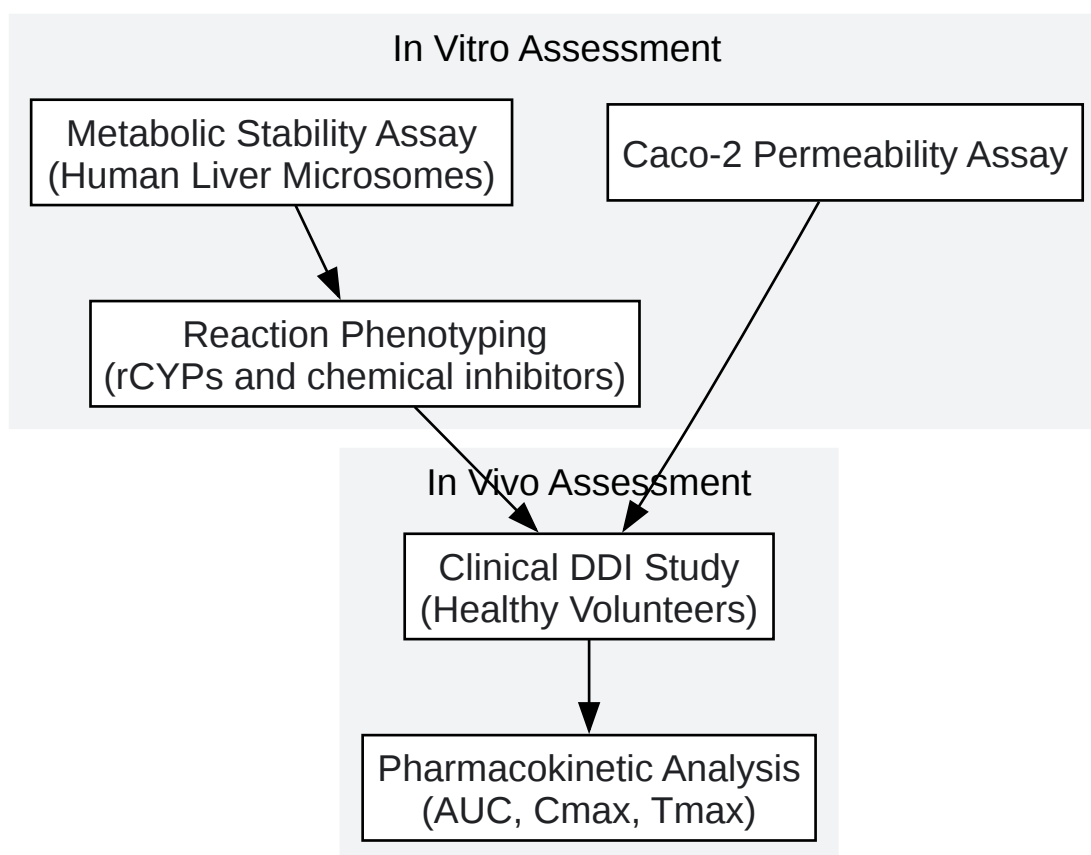 In Vitro Assessment
Metabolic Stability Assay
(Human Liver Microsomes)
Caco-2 Permeability Assay
Reaction Phenotyping
(rCYPs and chemical inhibitors)
In Vivo Assessment
Clinical DDI Study
(Healthy Volunteers)
Pharmacokinetic Analysis
(AUC, Cmax, Tmax)